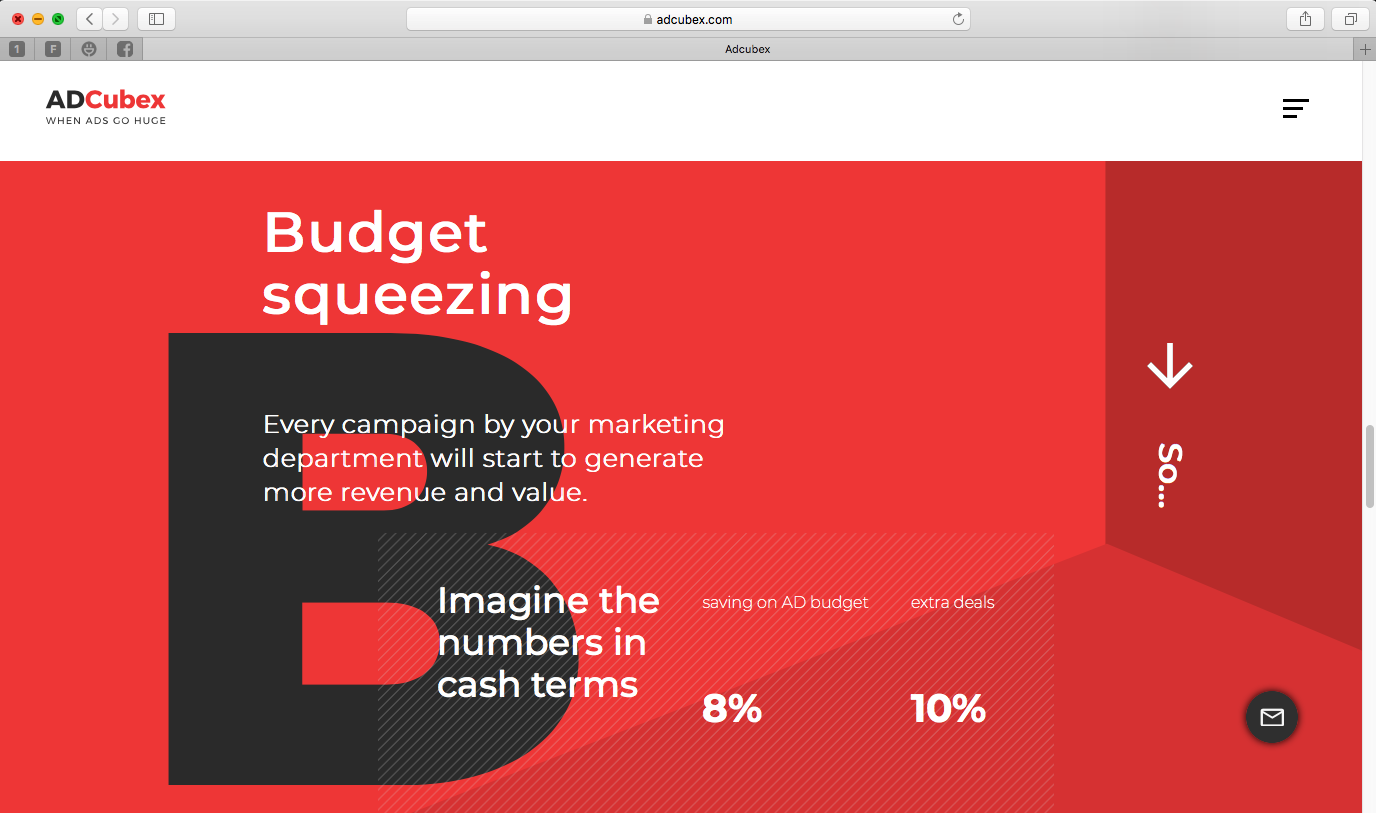 adcubex.com
1
F
Adcubex
ADCubex
WHEN ADS GO HUGE
Budget
squeezing
B
Every campaign by your marketing
department will start to generate
more revenue and value.
So...
Imagine the
numbers in
cash terms
saving on AD budget
8%
extra deals
10%